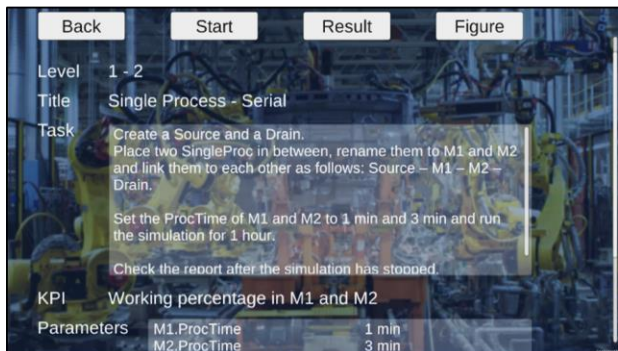 Back Start Result Figure
Level 1 - 2
Title Single Process - Serial
Task Create a Source and a Drain.
Place two SingleProc in between, rename them to M1 and M2
and link them to each other as follows: Source – M1 – M2 –
Drain.
Set the ProcTime of M1 and M2 to 1 min and 3 min and run
the simulation for 1 hour.
Check the report after the simulation has stopped.
KPI Working percentage in M1 and M2
Parameters M1.ProcTime 1 min
M2.ProcTime 3 min